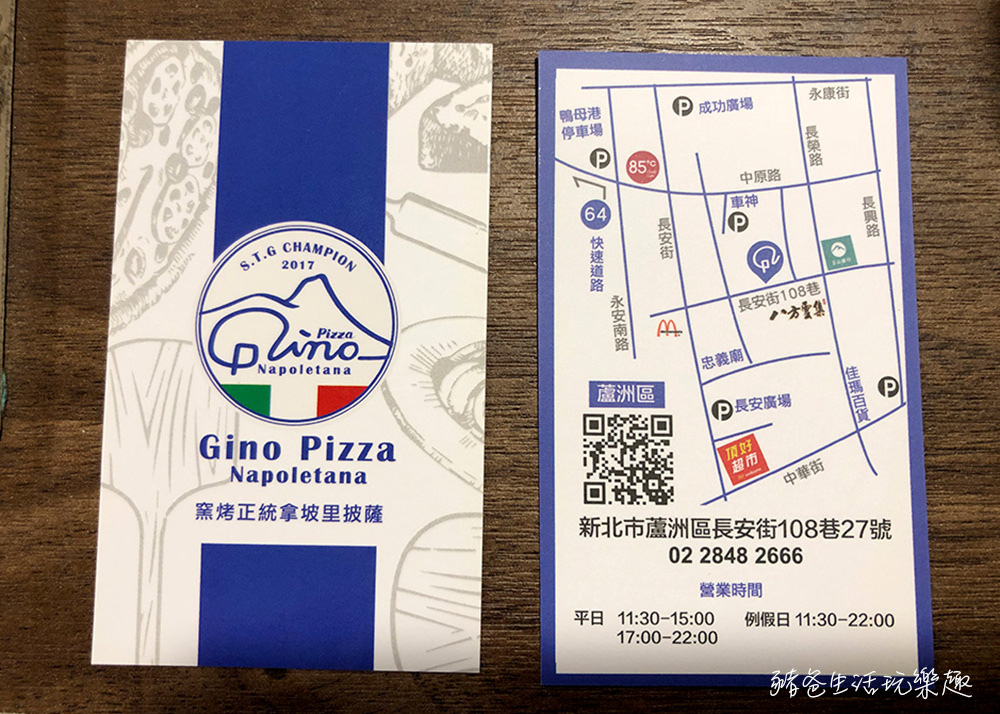 S.T.G CHAMPION
2017
Pizza
Gino
Napoletana
Gino Pizza
Napoletana
窯烤正統拿坡里披薩
永康街
P
成功廣場
鴨母港
停車場
P
85°C
長榮路
中原路
64
快速道路
車神
P
長安街
長興路
永安南路
長安街108巷
八方雲集
忠義廟
佳瑪百貨
P
蘆洲區
P
長安廣場
頂好
超市
中華街
新北市蘆洲區長安街108巷27號
02 2848 2666
營業時間
平日 11:30-15:00 例假日 11:30-22:00
17:00-22:00
豬爸生活玩樂趣